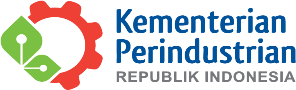 Kementerian
Perindustrian
REPUBLIK INDONESIA